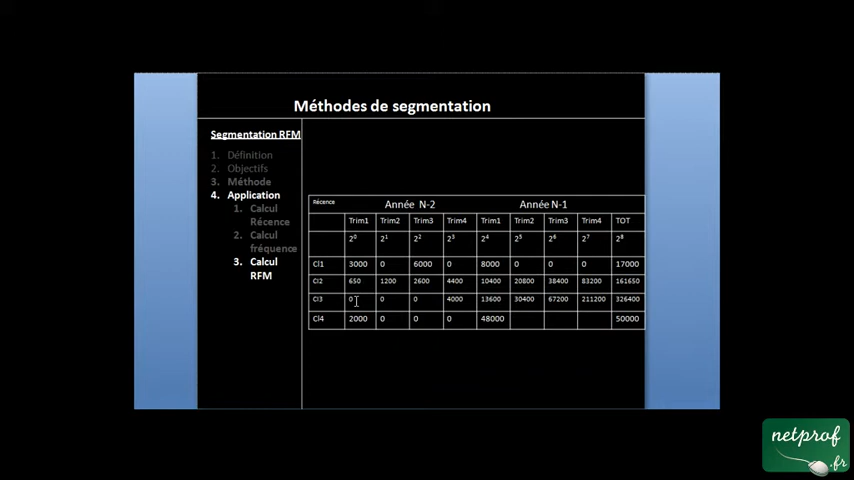 Méthodes de segmentation
Segmentation RFM
1. Définition
2. Objectifs
3. Méthode
4. Application
1. Calcul
Récence
2. Calcul
fréquence
3. Calcul
RFM
Récence Année N-2 Année N-1
Trim1 Trim2 Trim3 Trim4 Trim1 Trim2 Trim3 Trim4 TOT
2⁰ 2¹ 2² 2³ 2⁴ 2⁵ 2⁶ 2⁷ 2⁸
Cl1 3000 0 6000 0 8000 0 0 0 17000
Cl2 650 1200 2600 4400 10400 20800 38400 83200 161650
Cl3 0 0 0 4000 13600 30400 67200 211200 326400
Cl4 2000 0 0 0 48000 50000
netprof
.fr